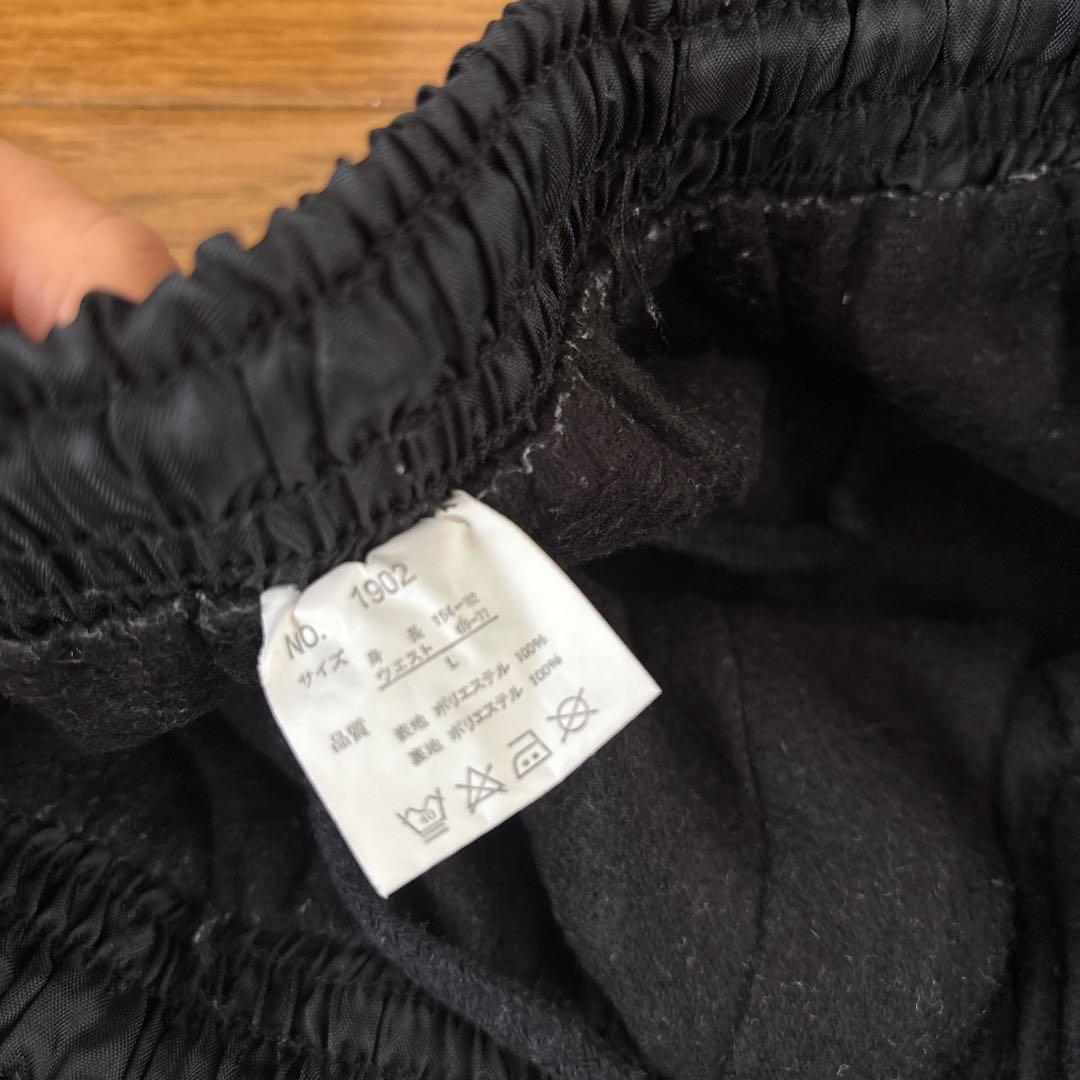 NO. 1902
サイズ 身長 154-162
ウエスト 69-77
L
品質 表地 ポリエステル 100%
裏地 ポリエステル 100%
40